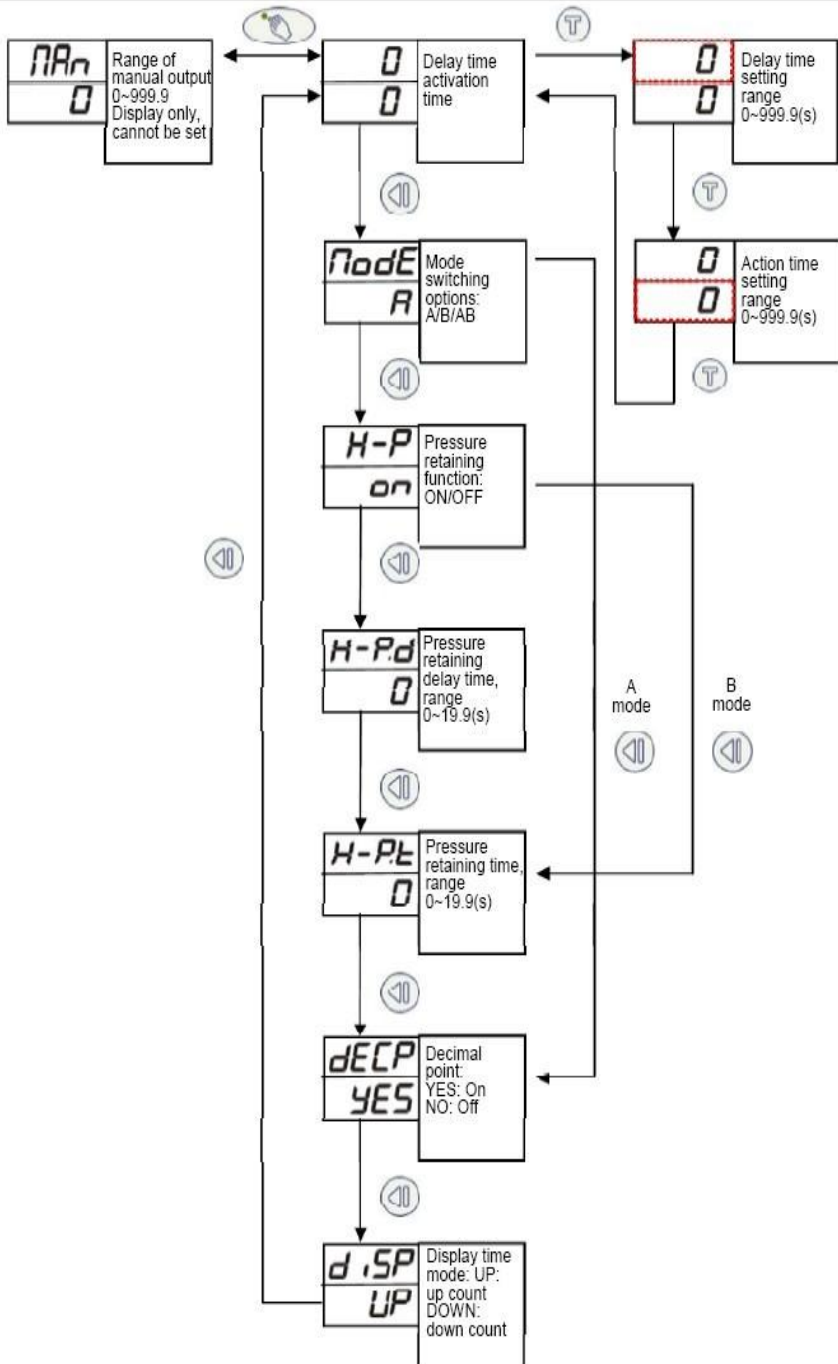 MAn
0
Range of
manual output
0~999.9
Display only,
cannot be set
0
0
Delay time
activation
time
T
0
0
Delay time
setting
range
0~999.9(s)
T
ModE
A
Mode
switching
options:
A/B/AB
0
0
Action time
setting
range
0~999.9(s)
T
H-P
on
Pressure
retaining
function:
ON/OFF
H-P.d
0
Pressure
retaining
delay time,
range
0~19.9(s)
A
mode
B
mode
H-P.t
0
Pressure
retaining time,
range
0~19.9(s)
dECP
YES
Decimal
point:
YES: On
NO: Off
diSP
UP
Display time
mode: UP:
up count
DOWN:
down count